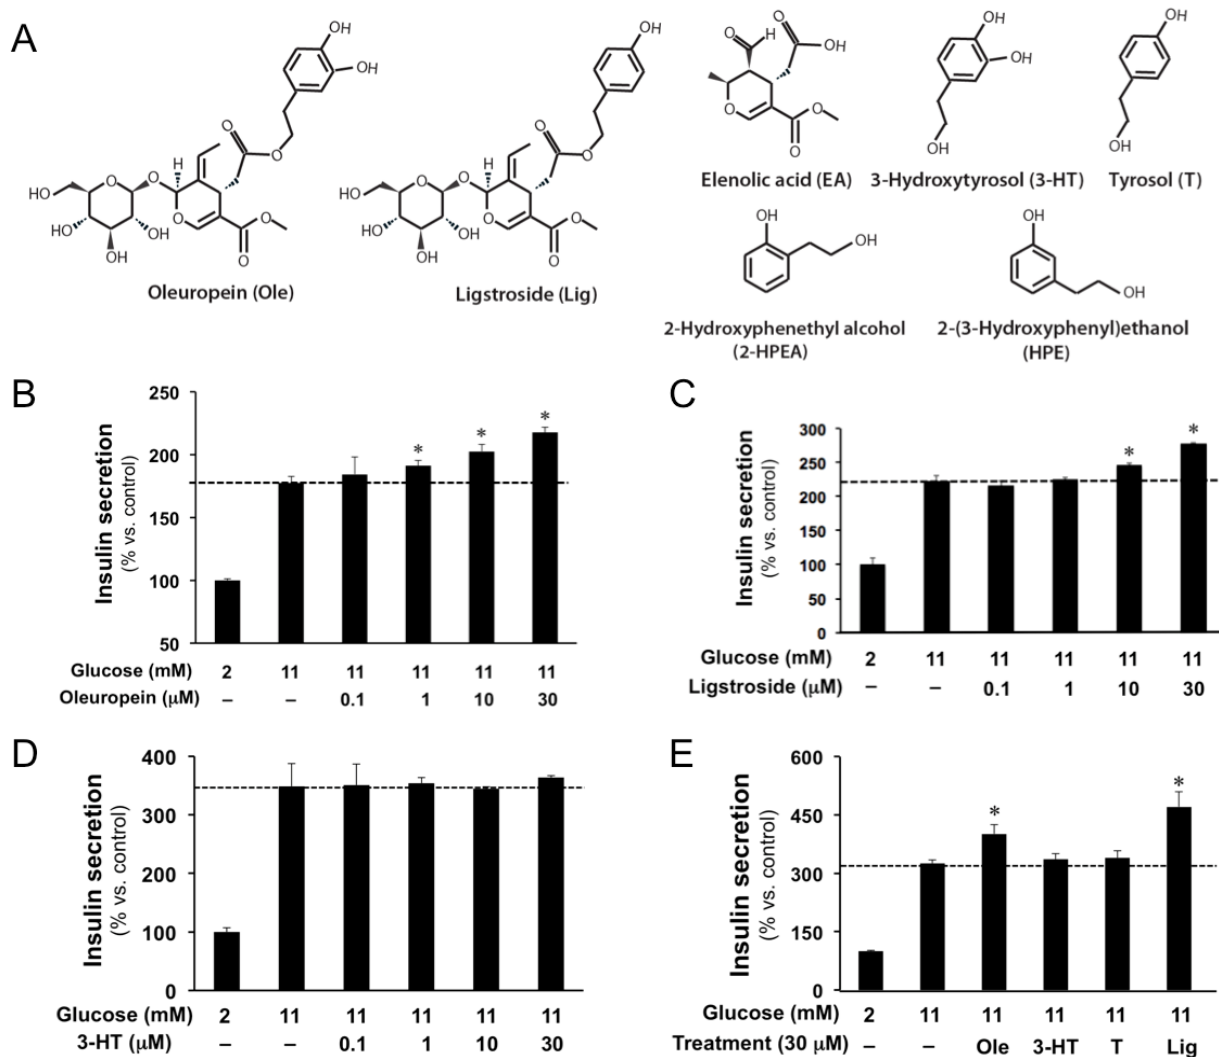 A
OH
OH
O
O
H
O
HO
O
O
O
HO
OH
OH
O
Oleuropein (Ole)
OH
O
O
H
O
HO
O
O
O
HO
OH
OH
O
Ligstroside (Lig)
O
H
O
OH
O
O
O
Elenolic acid (EA)
OH
OH
OH
3-Hydroxytyrosol (3-HT)
OH
OH
Tyrosol (T)
OH
OH
2-Hydroxyphenethyl alcohol
(2-HPEA)
OH
OH
2-(3-Hydroxyphenyl)ethanol
(HPE)
B
Insulin secretion
(% vs. control)
250
200
150
100
50
* * *
Glucose (mM) 2 11 11 11 11 11
Oleuropein (μM) – – 0.1 1 10 30
C
Insulin secretion
(% vs. control)
300
250
200
150
100
50
0
* *
Glucose (mM) 2 11 11 11 11 11
Ligstroside (μM) – – 0.1 1 10 30
D
Insulin secretion
(% vs. control)
400
300
200
100
0
Glucose (mM) 2 11 11 11 11 11
3-HT (μM) – – 0.1 1 10 30
E
Insulin secretion
(% vs. control)
600
450
300
150
0
* *
Glucose (mM) 2 11 11 11 11 11
Treatment (30 μM) – – Ole 3-HT T Lig